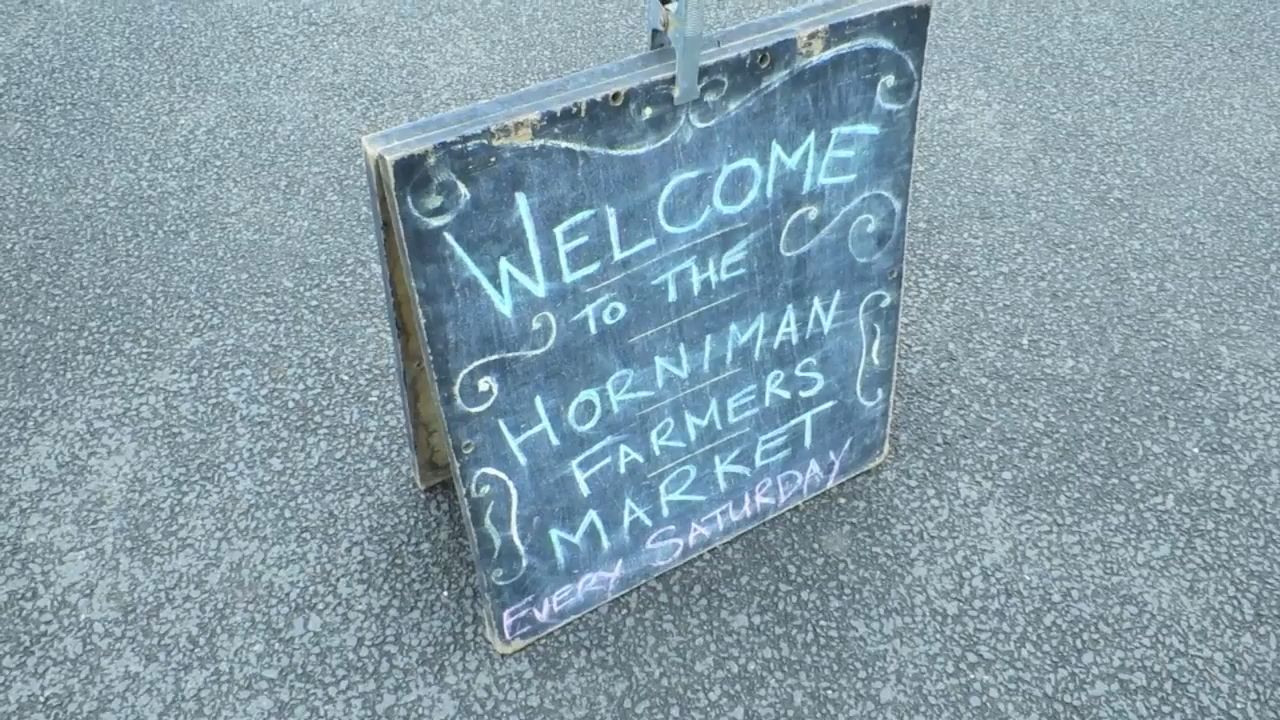 WELCOME
TO THE
HORNIMAN
FARMERS
MARKET
EVERY SATURDAY